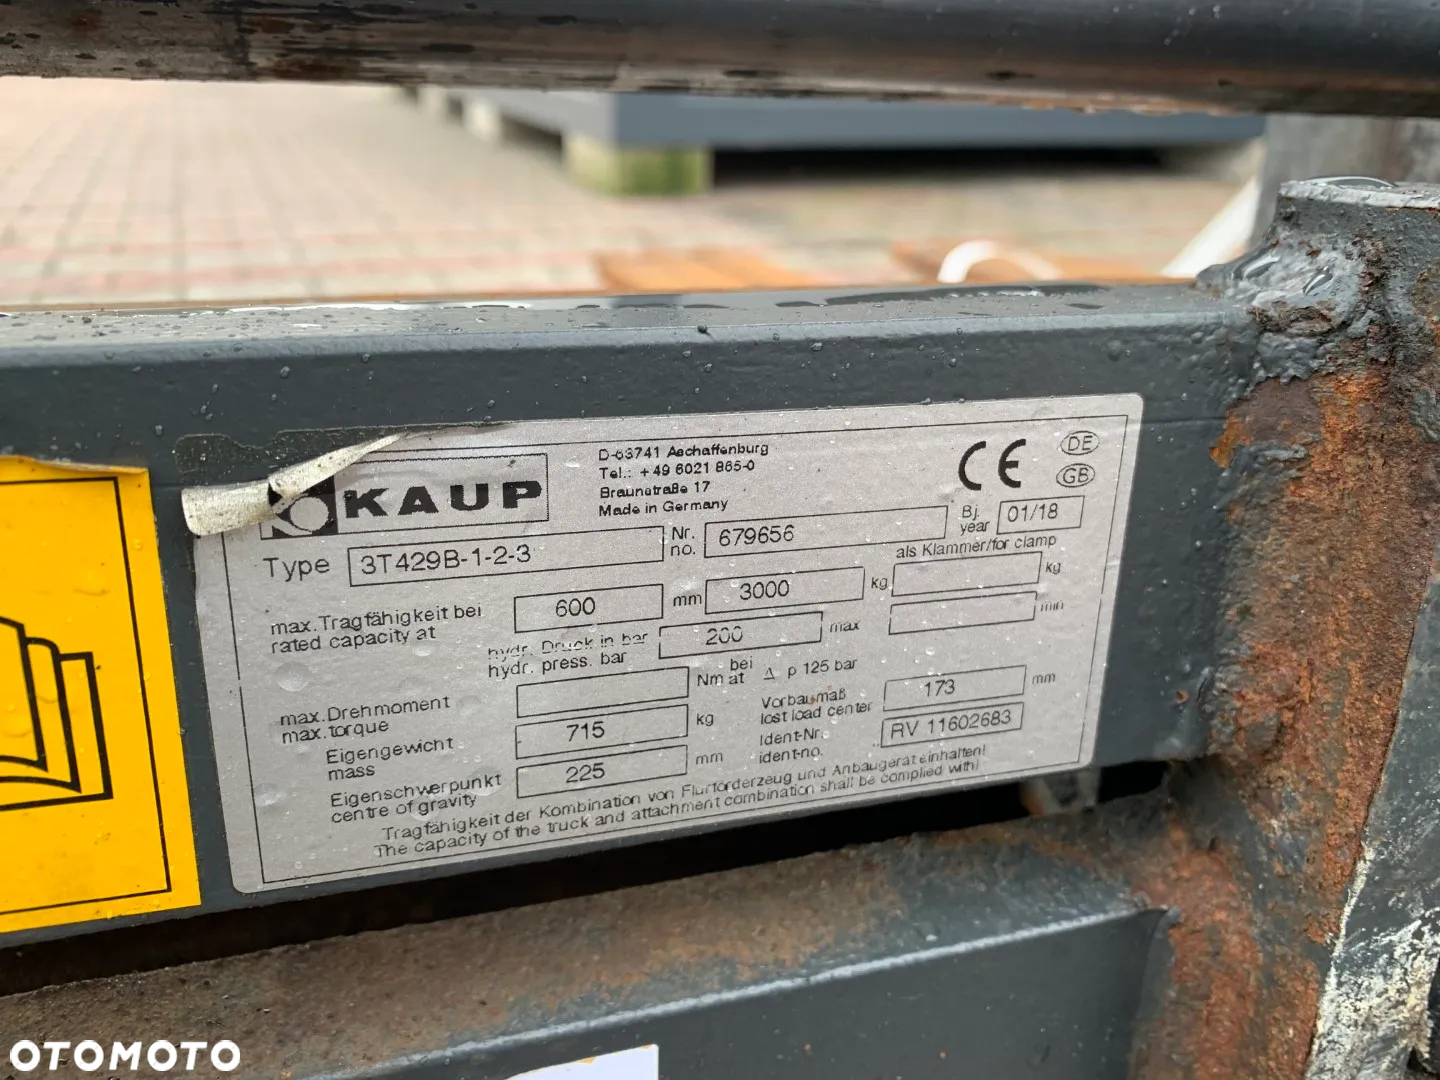 KAUP
D-63741 Aschaffenburg
Tel.: +49 6021 865-0
Braunstraße 17
Made in Germany
CE
DE
GB
Type 3T429B-1-2-3
Nr. no. 679656
Bj. year 01/18
als Klammer/for clamp
max.Tragfähigkeit bei
rated capacity at
600 mm 3000 kg kg
hydr. Druck in bar
hydr. press. bar
200 max min
max.Drehmoment
max.torque
Nm bei at Δ p 125 bar
Eigengewicht
mass
715 kg
Vorbaumaß
lost load center
173 mm
Eigenschwerpunkt
centre of gravity
225 mm
Ident-Nr.
ident-no.
RV 11602683
Tragfähigkeit der Kombination von Flurförderzeug und Anbaugerät einhalten!
The capacity of the truck and attachment combination shall be complied with!
OTOMOTO